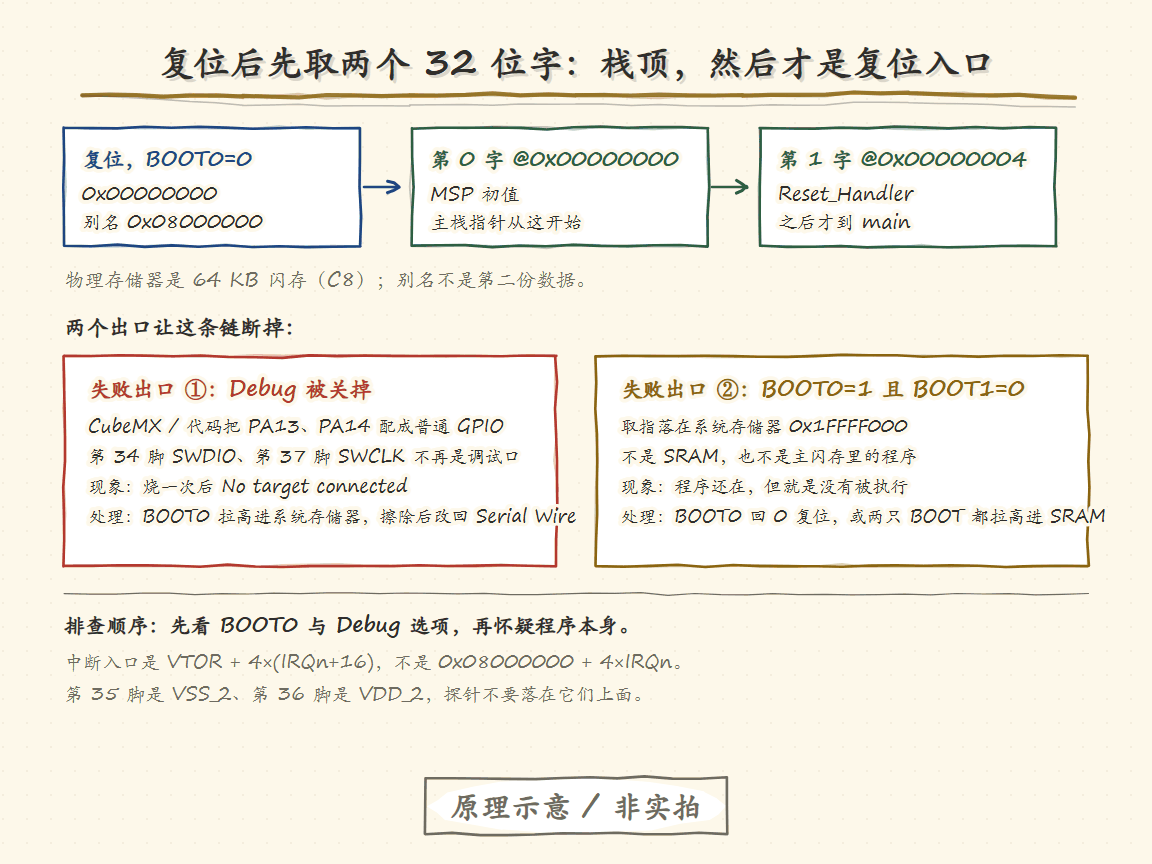 复位后先取两个 32 位字：栈顶，然后才是复位入口
复位，BOOT0=0
0x00000000
别名 0x08000000
第 0 字 @0x00000000
MSP 初值
主栈指针从这开始
第 1 字 @0x00000004
Reset_Handler
之后才到 main
物理存储器是 64 KB 闪存（C8）；别名不是第二份数据。
两个出口让这条链断掉：
失败出口 ①：Debug 被关掉
CubeMX / 代码把 PA13、PA14 配成普通 GPIO
第 34 脚 SWDIO、第 37 脚 SWCLK 不再是调试口
现象：烧一次后 No target connected
处理：BOOT0 拉高进系统存储器，擦除后改回 Serial Wire
失败出口 ②：BOOT0=1 且 BOOT1=0
取指落在系统存储器 0x1FFFF000
不是 SRAM，也不是主闪存里的程序
现象：程序还在，但就是没有被执行
处理：BOOT0 回 0 复位，或两只 BOOT 都拉高进 SRAM
排查顺序：先看 BOOT0 与 Debug 选项，再怀疑程序本身。
中断入口是 VTOR + 4×(IRQn+16)，不是 0x08000000 + 4×IRQn。
第 35 脚是 VSS_2、第 36 脚是 VDD_2，探针不要落在它们上面。
原理示意 / 非实拍